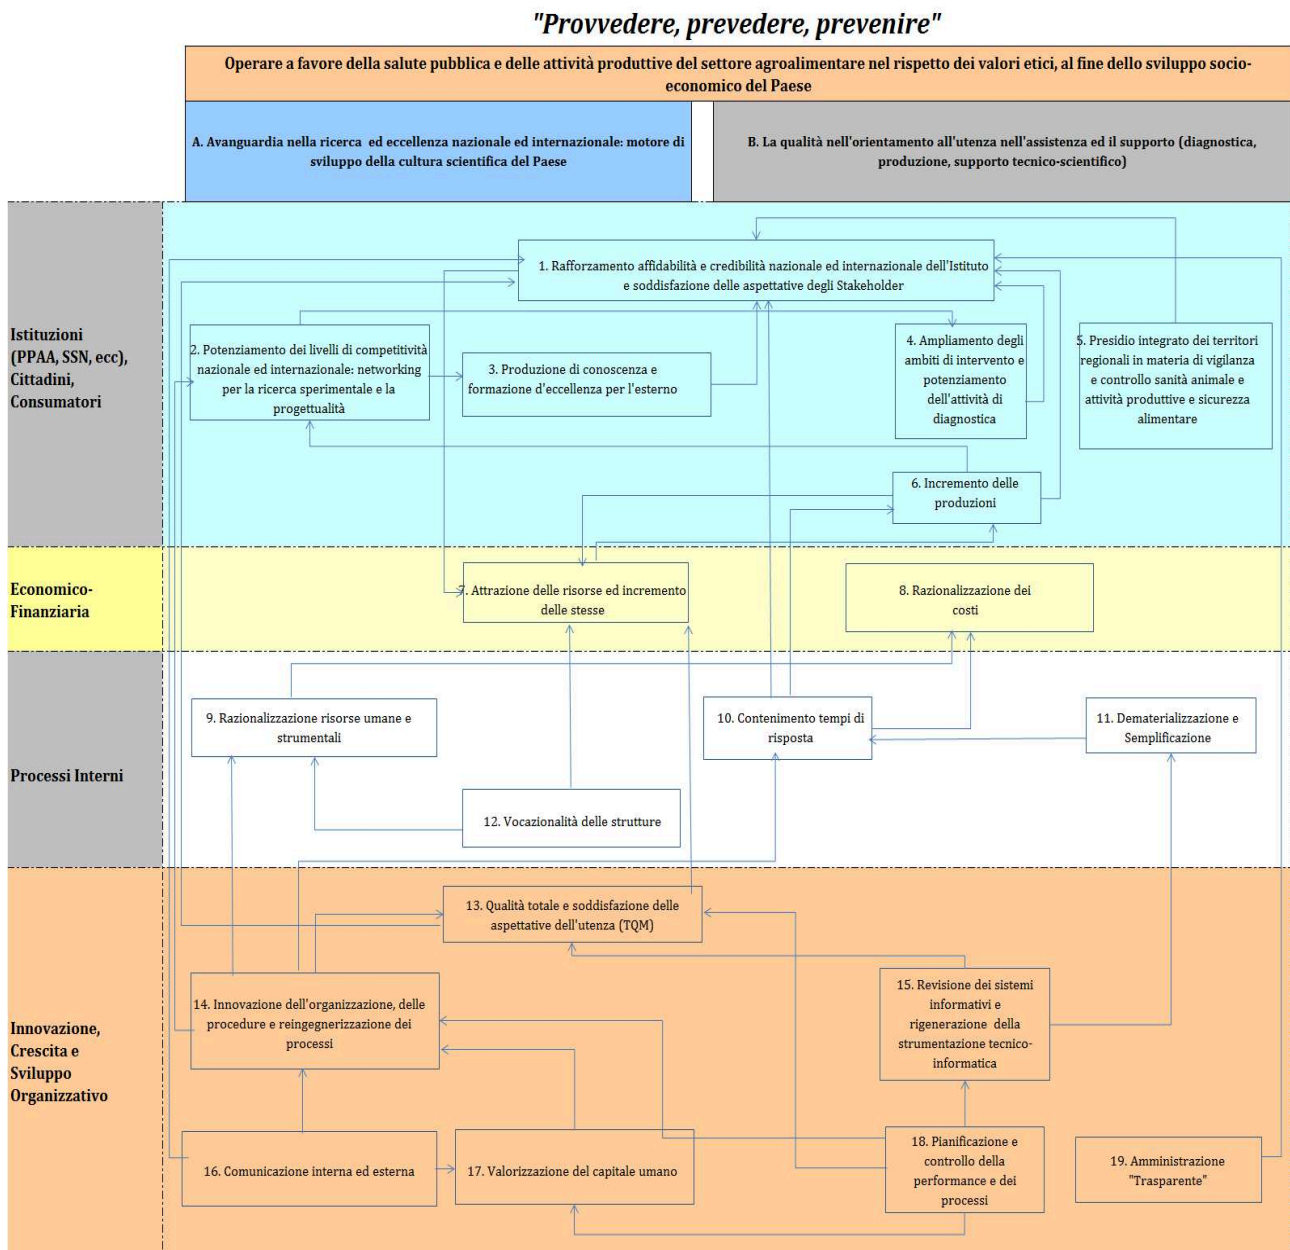 "Provvedere, prevedere, prevenire"
Operare a favore della salute pubblica e delle attività produttive del settore agroalimentare nel rispetto dei valori etici, al fine dello sviluppo socio-
economico del Paese
A. Avanguardia nella ricerca ed eccellenza nazionale ed internazionale: motore di
sviluppo della cultura scientifica del Paese
B. La qualità nell'orientamento all'utenza nell'assistenza ed il supporto (diagnostica,
produzione, supporto tecnico-scientifico)
Istituzioni
(PPAA, SSN, ecc),
Cittadini,
Consumatori
1. Rafforzamento affidabilità e credibilità nazionale ed internazionale dell'Istituto
e soddisfazione delle aspettative degli Stakeholder
2. Potenziamento dei livelli di competitività
nazionale ed internazionale: networking
per la ricerca sperimentale e la
progettualità
3. Produzione di conoscenza e
formazione d'eccellenza per l'esterno
4. Ampliamento degli
ambiti di intervento e
potenziamento
dell'attività di
diagnostica
5. Presidio integrato dei territori
regionali in materia di vigilanza
e controllo sanità animale e
attività produttive e sicurezza
alimentare
6. Incremento delle
produzioni
Economico-
Finanziaria
7. Attrazione delle risorse ed incremento
delle stesse
8. Razionalizzazione dei
costi
Processi Interni
9. Razionalizzazione risorse umane e
strumentali
10. Contenimento tempi di
risposta
11. Dematerializzazione e
Semplificazione
12. Vocazionalità delle strutture
Innovazione,
Crescita e
Sviluppo
Organizzativo
13. Qualità totale e soddisfazione delle
aspettative dell'utenza (TQM)
14. Innovazione dell'organizzazione, delle
procedure e reingegnerizzazione dei
processi
15. Revisione dei sistemi
informativi e
rigenerazione della
strumentazione tecnico-
informatica
16. Comunicazione interna ed esterna
17. Valorizzazione del capitale umano
18. Pianificazione e
controllo della
performance e dei
processi
19. Amministrazione
"Trasparente"